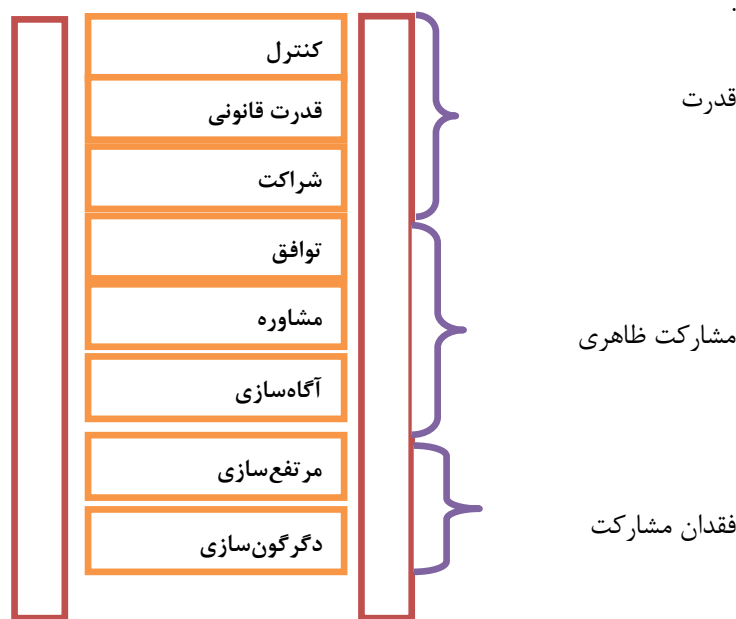 .
کنترل
قدرت
قدرت قانونی
شراکت
توافق
مشاوره
مشارکت ظاهری
آگاه‌سازی
مرتفع‌سازی
فقدان مشارکت
دگرگون‌سازی